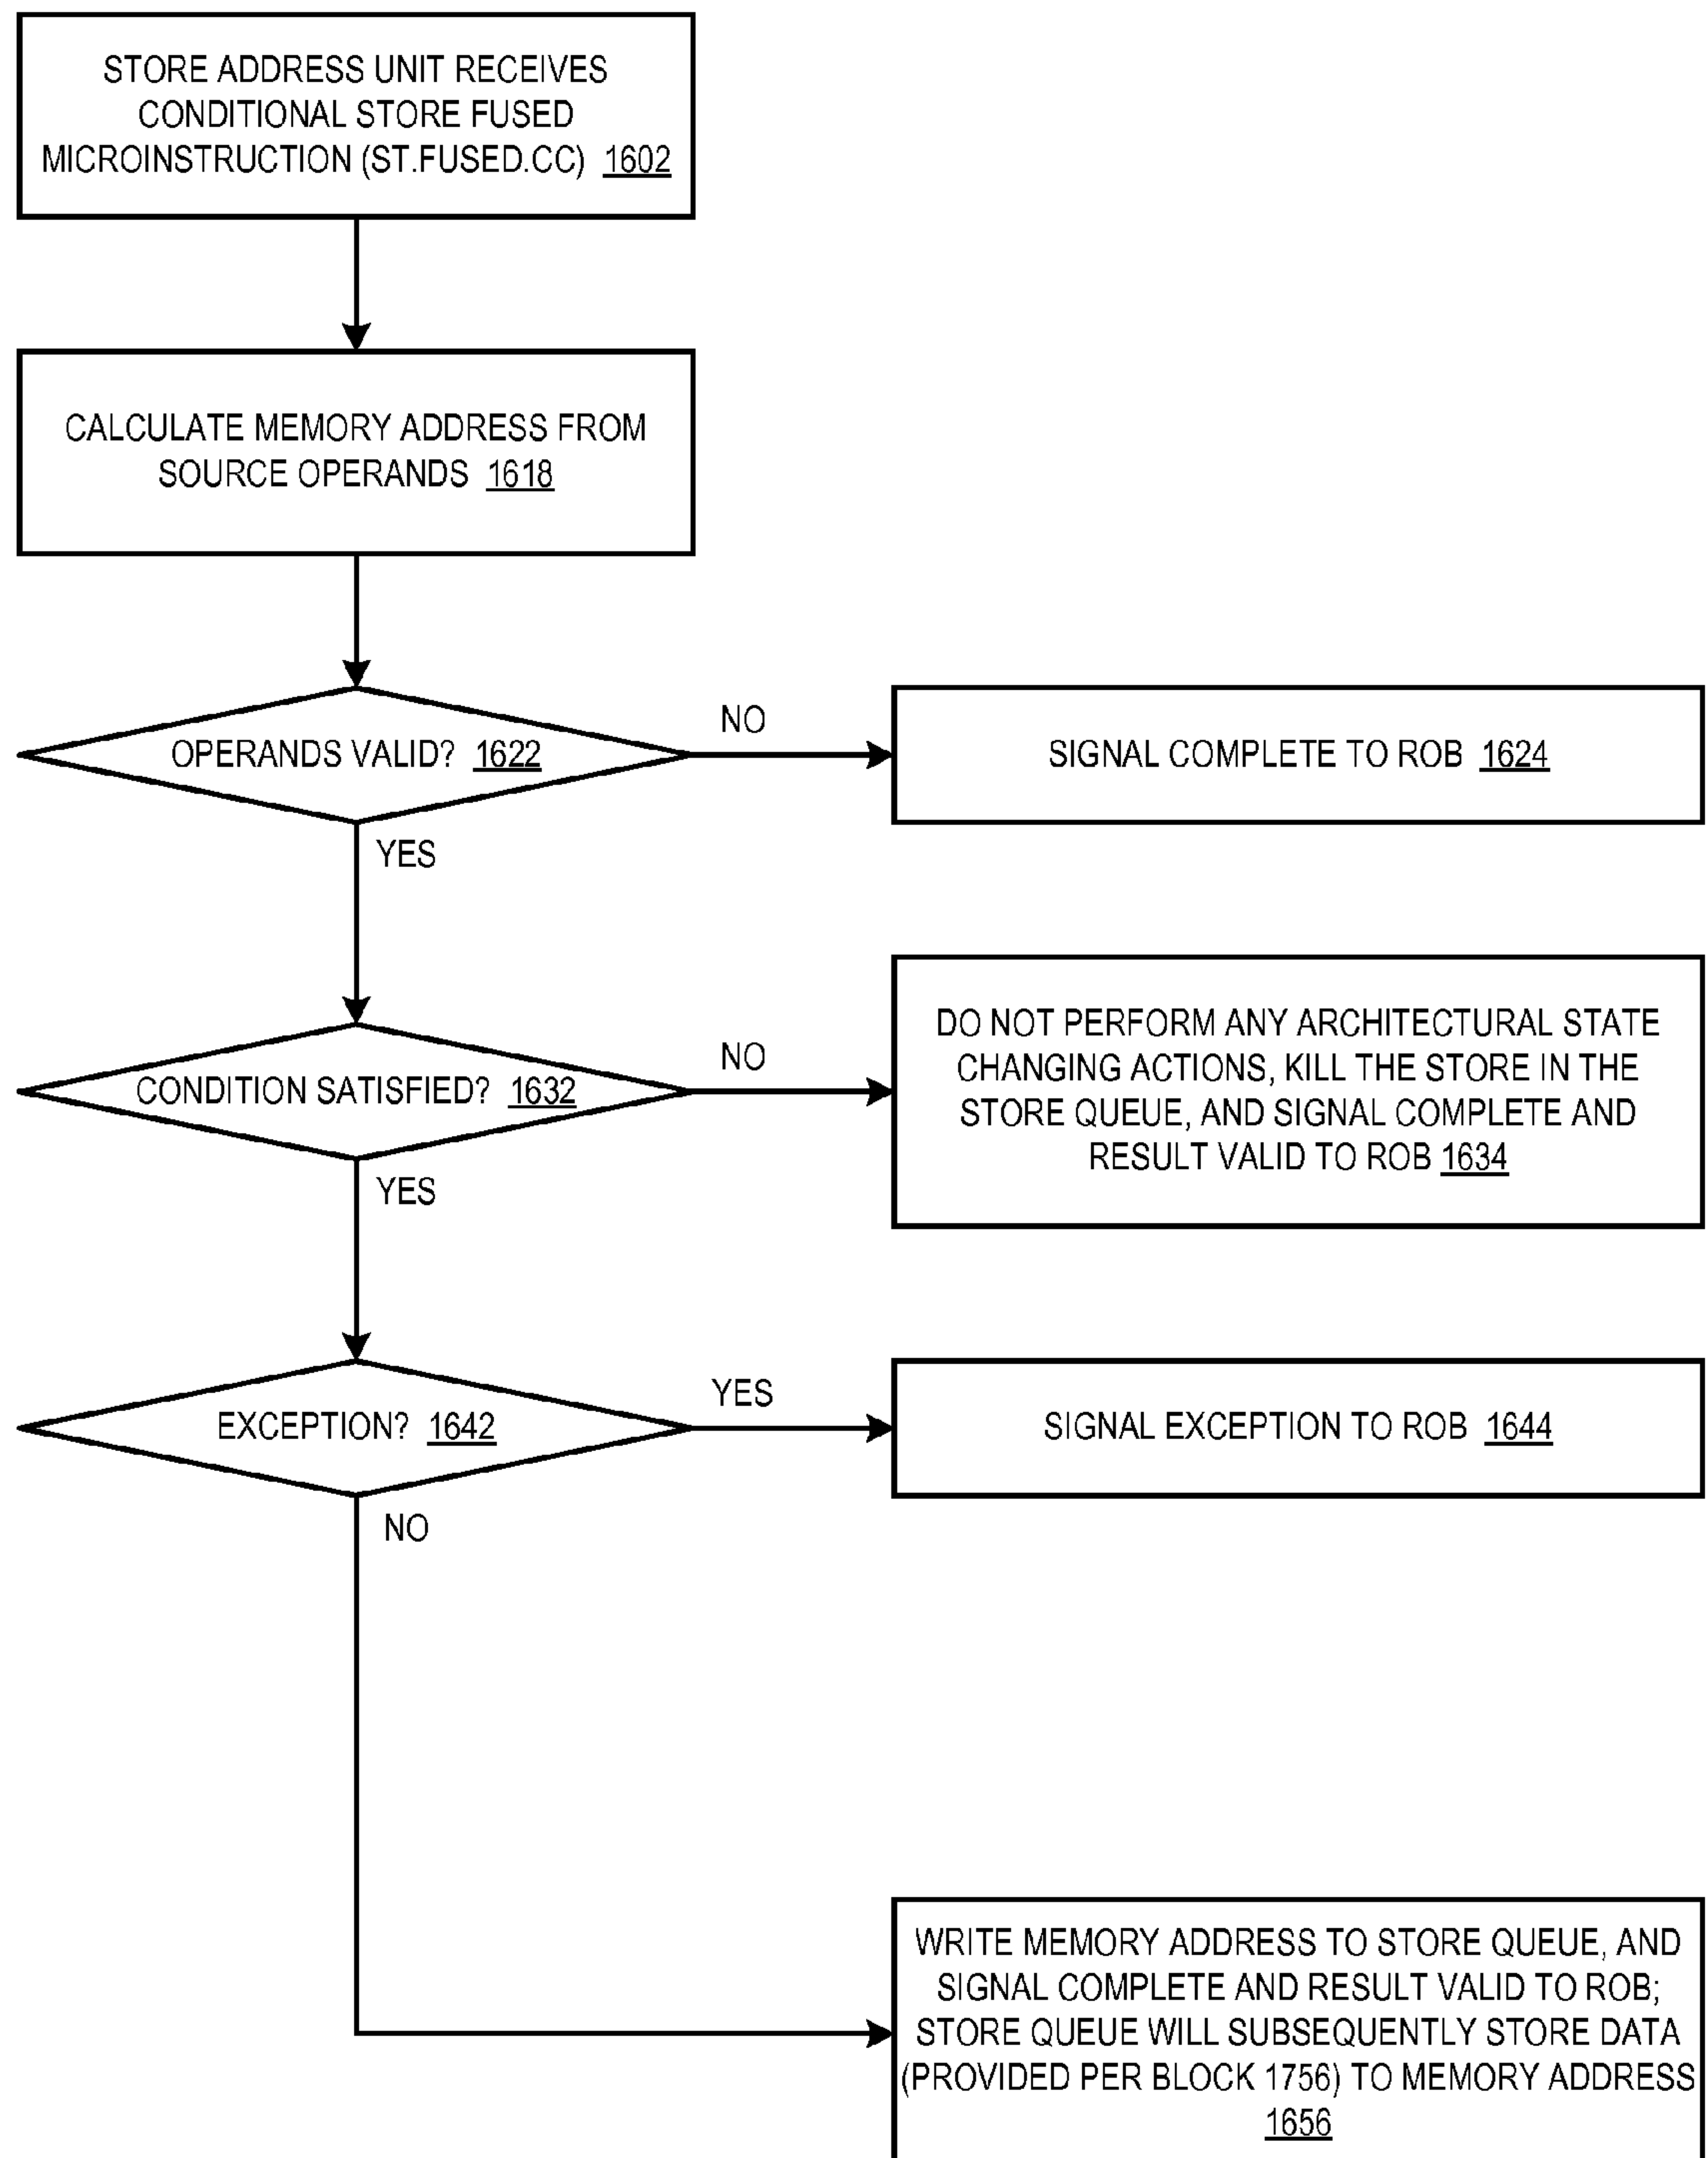 STORE ADDRESS UNIT RECEIVES
CONDITIONAL STORE FUSED
MICROINSTRUCTION (ST.FUSED.CC) 1602
CALCULATE MEMORY ADDRESS FROM
SOURCE OPERANDS 1618
OPERANDS VALID? 1622
NO
SIGNAL COMPLETE TO ROB 1624
YES
CONDITION SATISFIED? 1632
NO
DO NOT PERFORM ANY ARCHITECTURAL STATE
CHANGING ACTIONS, KILL THE STORE IN THE
STORE QUEUE, AND SIGNAL COMPLETE AND
RESULT VALID TO ROB 1634
YES
EXCEPTION? 1642
YES
SIGNAL EXCEPTION TO ROB 1644
NO
WRITE MEMORY ADDRESS TO STORE QUEUE, AND
SIGNAL COMPLETE AND RESULT VALID TO ROB;
STORE QUEUE WILL SUBSEQUENTLY STORE DATA
(PROVIDED PER BLOCK 1756) TO MEMORY ADDRESS
1656